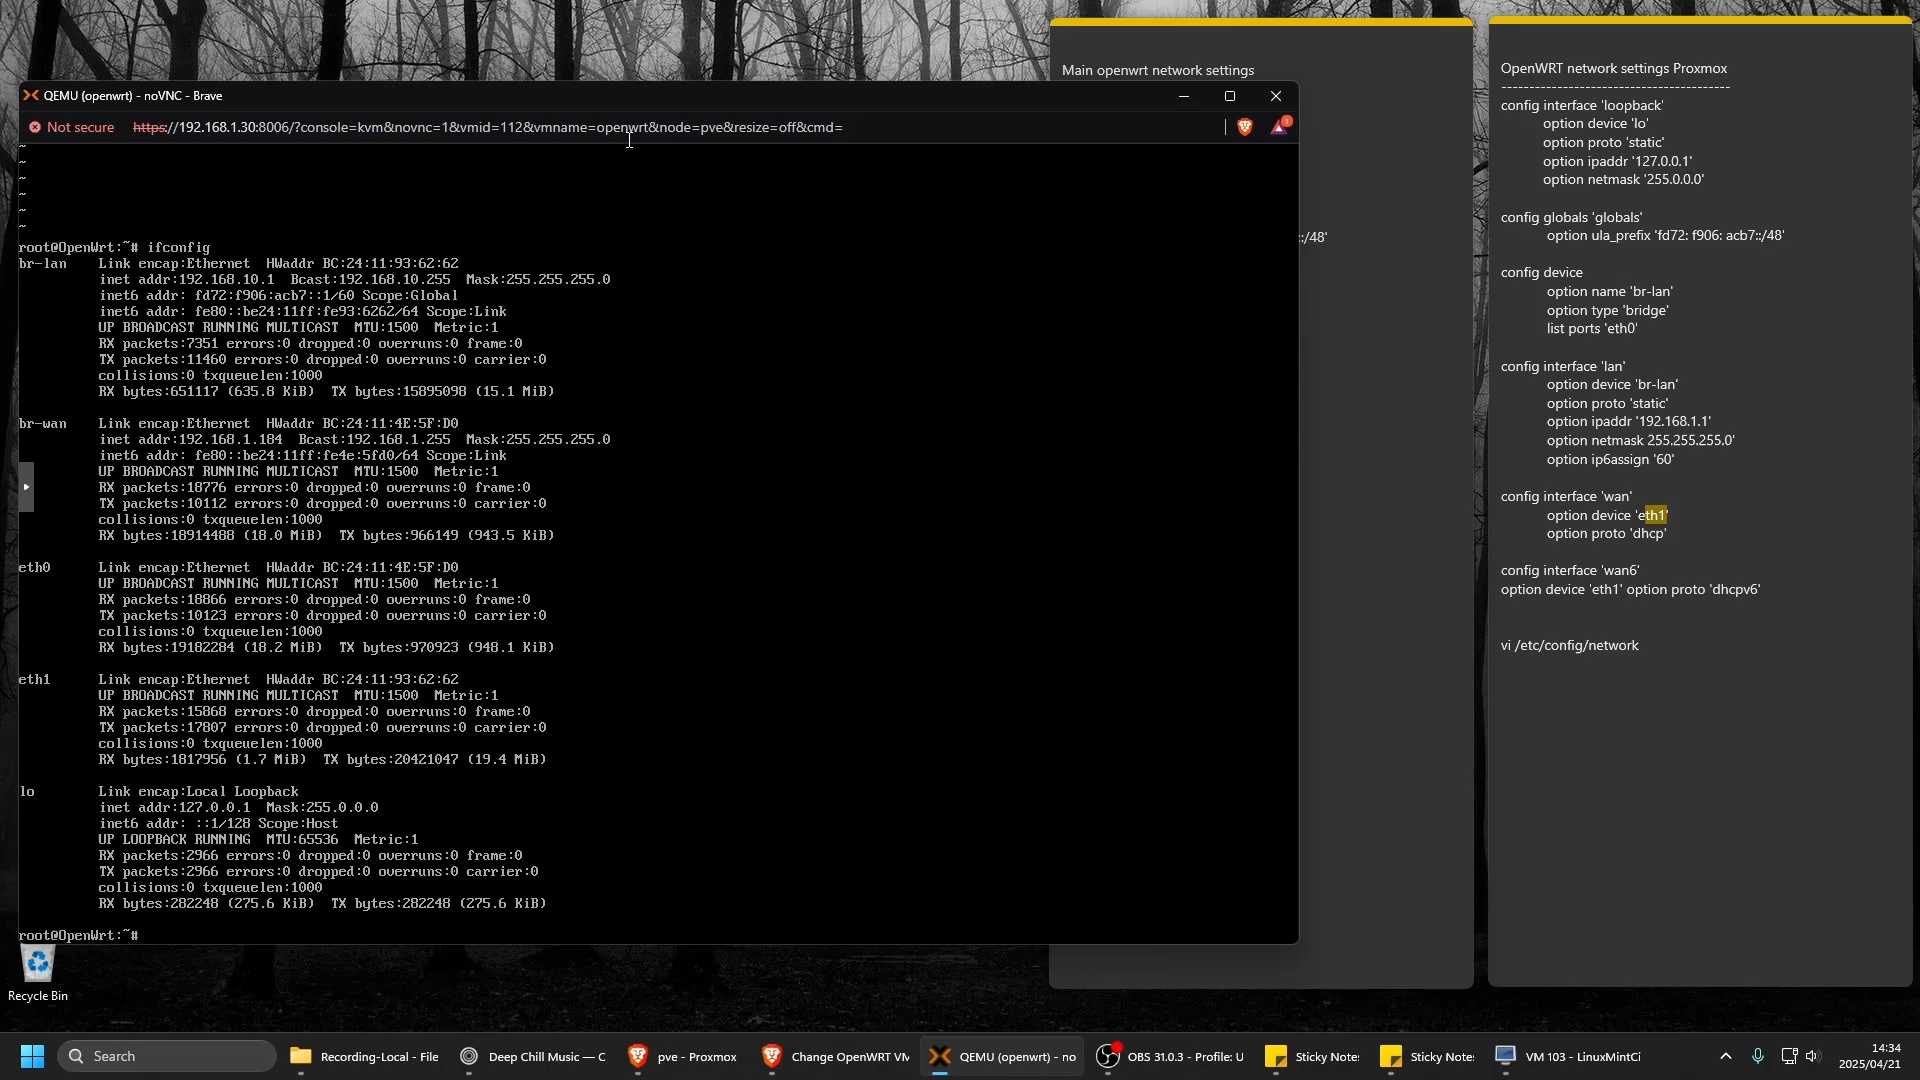 Main openwrt network settings
::/48'
OpenWRT network settings Proxmox
-----------------------------------------
config interface 'loopback'
option device 'lo'
option proto 'static'
option ipaddr '127.0.0.1'
option netmask '255.0.0.0'
config globals 'globals'
option ula_prefix 'fd72: f906: acb7::/48'
config device
option name 'br-lan'
option type 'bridge'
list ports 'eth0'
config interface 'lan'
option device 'br-lan'
option proto 'static'
option ipaddr '192.168.1.1'
option netmask 255.255.255.0'
option ip6assign '60'
config interface 'wan'
option device 'eth1'
option proto 'dhcp'
config interface 'wan6'
option device 'eth1' option proto 'dhcpv6'
vi /etc/config/network
QEMU (openwrt) - noVNC - Brave
Not secure https://192.168.1.30:8006/?console=kvm&novnc=1&vmid=112&vmname=openwrt&node=pve&resize=off&cmd=
1
~
~
~
~
~
~
root@OpenWrt:~# ifconfig
br-lan Link encap:Ethernet HWaddr BC:24:11:93:62:62
inet addr:192.168.10.1 Bcast:192.168.10.255 Mask:255.255.255.0
inet6 addr: fd72:f906:acb7::1/60 Scope:Global
inet6 addr: fe80::be24:11ff:fe93:6262/64 Scope:Link
UP BROADCAST RUNNING MULTICAST MTU:1500 Metric:1
RX packets:7351 errors:0 dropped:0 overruns:0 frame:0
TX packets:11460 errors:0 dropped:0 overruns:0 carrier:0
collisions:0 txqueuelen:1000
RX bytes:651117 (635.8 KiB) TX bytes:15895098 (15.1 MiB)
br-wan Link encap:Ethernet HWaddr BC:24:11:4E:5F:D0
inet addr:192.168.1.184 Bcast:192.168.1.255 Mask:255.255.255.0
inet6 addr: fe80::be24:11ff:fe4e:5fd0/64 Scope:Link
UP BROADCAST RUNNING MULTICAST MTU:1500 Metric:1
RX packets:18776 errors:0 dropped:0 overruns:0 frame:0
TX packets:10112 errors:0 dropped:0 overruns:0 carrier:0
collisions:0 txqueuelen:1000
RX bytes:18914488 (18.0 MiB) TX bytes:966149 (943.5 KiB)
eth0 Link encap:Ethernet HWaddr BC:24:11:4E:5F:D0
UP BROADCAST RUNNING MULTICAST MTU:1500 Metric:1
RX packets:18866 errors:0 dropped:0 overruns:0 frame:0
TX packets:10123 errors:0 dropped:0 overruns:0 carrier:0
collisions:0 txqueuelen:1000
RX bytes:19182284 (18.2 MiB) TX bytes:970923 (948.1 KiB)
eth1 Link encap:Ethernet HWaddr BC:24:11:93:62:62
UP BROADCAST RUNNING MULTICAST MTU:1500 Metric:1
RX packets:15868 errors:0 dropped:0 overruns:0 frame:0
TX packets:17807 errors:0 dropped:0 overruns:0 carrier:0
collisions:0 txqueuelen:1000
RX bytes:1817956 (1.7 MiB) TX bytes:20421047 (19.4 MiB)
lo Link encap:Local Loopback
inet addr:127.0.0.1 Mask:255.0.0.0
inet6 addr: ::1/128 Scope:Host
UP LOOPBACK RUNNING MTU:65536 Metric:1
RX packets:2966 errors:0 dropped:0 overruns:0 frame:0
TX packets:2966 errors:0 dropped:0 overruns:0 carrier:0
collisions:0 txqueuelen:1000
RX bytes:282248 (275.6 KiB) TX bytes:282248 (275.6 KiB)
root@OpenWrt:~#
Recycle Bin
Search
Recording-Local - File
Deep Chill Music — C
pve - Proxmox
Change OpenWRT VM
QEMU (openwrt) - no
OBS 31.0.3 - Profile: U
Sticky Notes
Sticky Notes
VM 103 - LinuxMintCi
14:34
2025/04/21